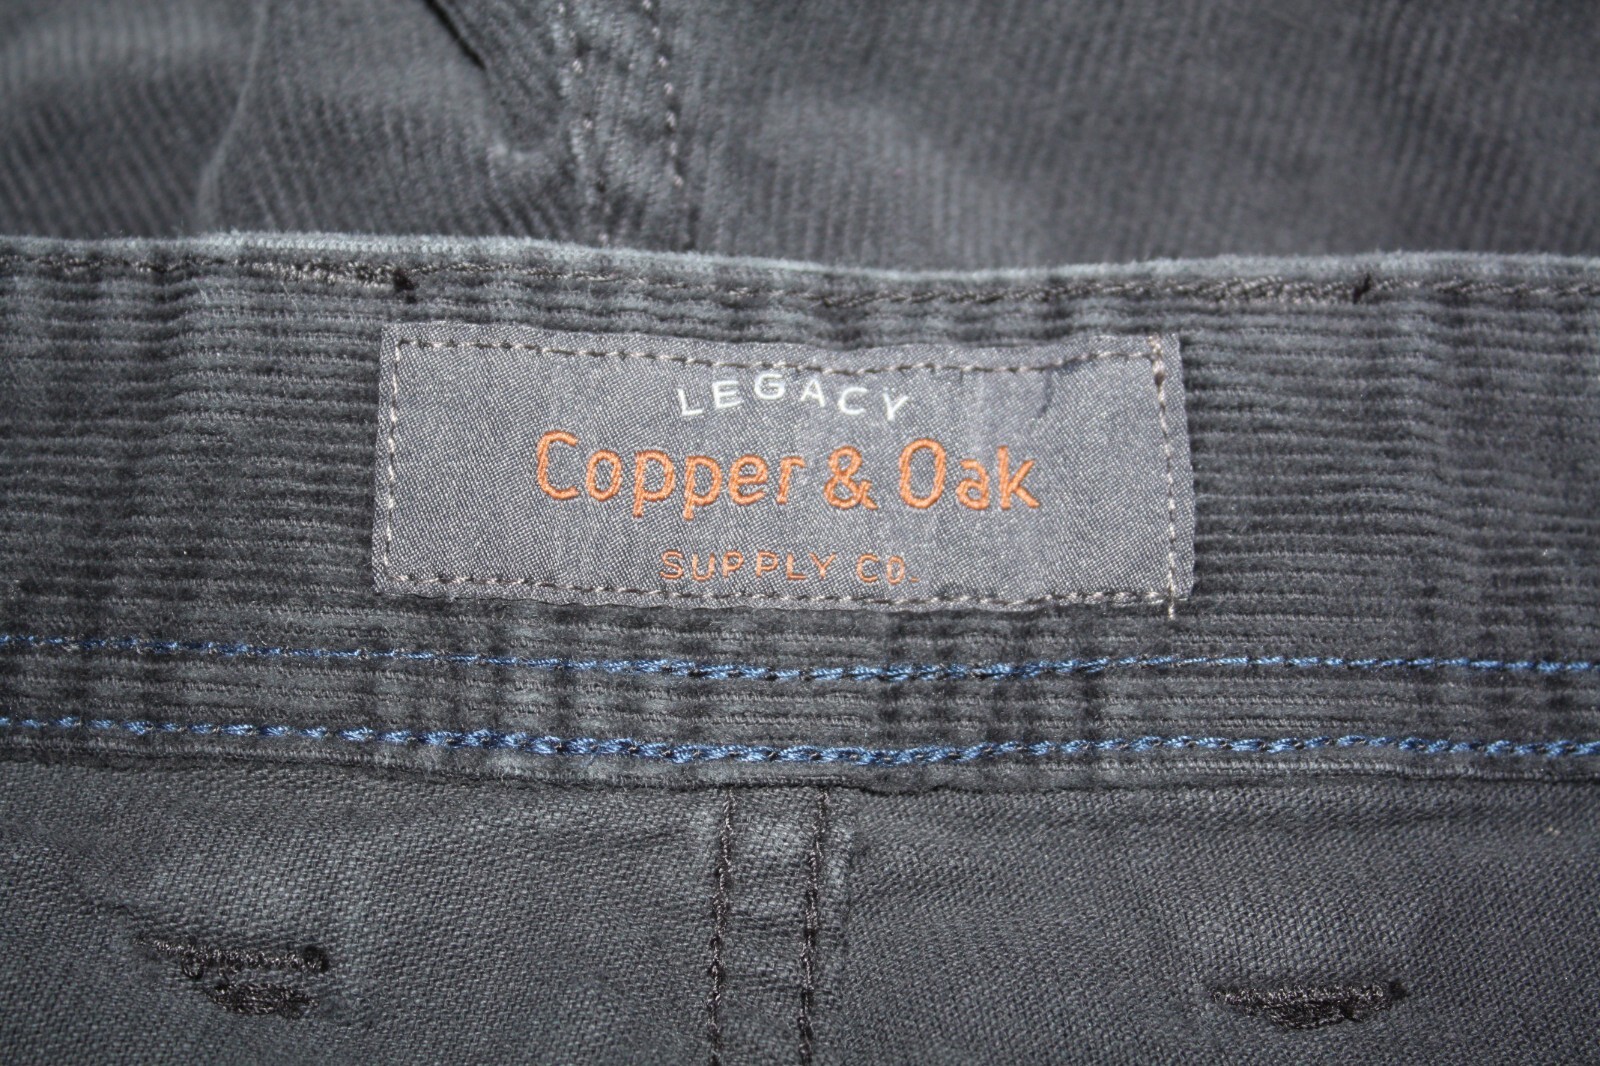 LEGACY
Copper & Oak
SUPPLY CO.